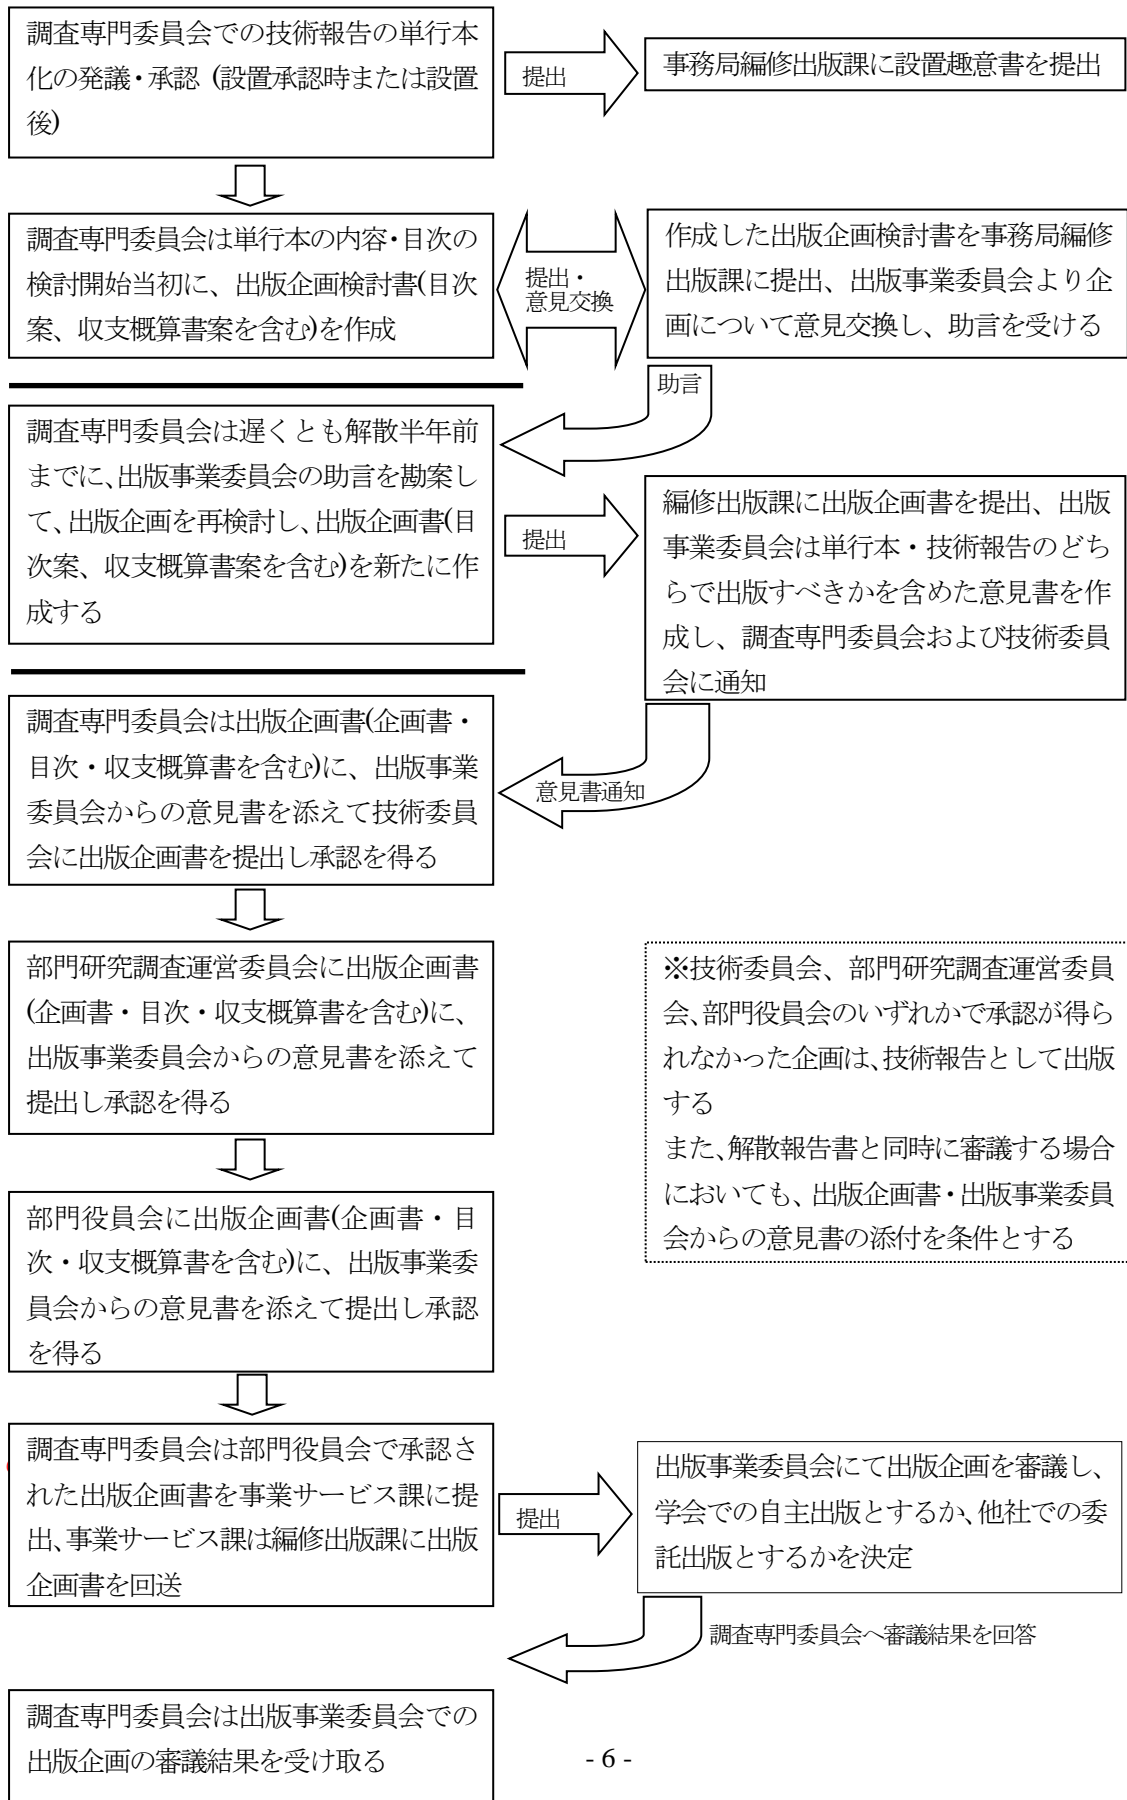 調査専門委員会での技術報告の単行本
化の発議・承認 (設置承認時または設置
後)
提出
事務局編修出版課に設置趣意書を提出
調査専門委員会は単行本の内容・目次の
検討開始当初に、出版企画検討書(目次
案、収支概算書案を含む)を作成
提出・
意見交換
作成した出版企画検討書を事務局編修
出版課に提出、出版事業委員会より企
画について意見交換し、助言を受ける
助言
調査専門委員会は遅くとも解散半年前
までに、出版事業委員会の助言を勘案し
て、出版企画を再検討し、出版企画書(目
次案、収支概算書案を含む)を新たに作
成する
提出
編修出版課に出版企画書を提出、出版
事業委員会は単行本・技術報告のどち
らで出版すべきかを含めた意見書を作
成し、調査専門委員会および技術委員
会に通知
意見書通知
調査専門委員会は出版企画書(企画書・
目次・収支概算書を含む)に、出版事業
委員会からの意見書を添えて技術委員
会に出版企画書を提出し承認を得る
部門研究調査運営委員会に出版企画書
(企画書・目次・収支概算書を含む)に、
出版事業委員会からの意見書を添えて
提出し承認を得る
※技術委員会、部門研究調査運営委員
会、部門役員会のいずれかで承認が得ら
れなかった企画は、技術報告として出版
する
また、解散報告書と同時に審議する場合
においても、出版企画書・出版事業委員
会からの意見書の添付を条件とする
部門役員会に出版企画書(企画書・目
次・収支概算書を含む)に、出版事業委
員会からの意見書を添えて提出し承認
を得る
調査専門委員会は部門役員会で承認さ
れた出版企画書を事業サービス課に提
出、事業サービス課は編修出版課に出版
企画書を回送
提出
出版事業委員会にて出版企画を審議し、
学会での自主出版とするか、他社での委
託出版とするかを決定
調査専門委員会へ審議結果を回答
調査専門委員会は出版事業委員会での
出版企画の審議結果を受け取る
- 6 -